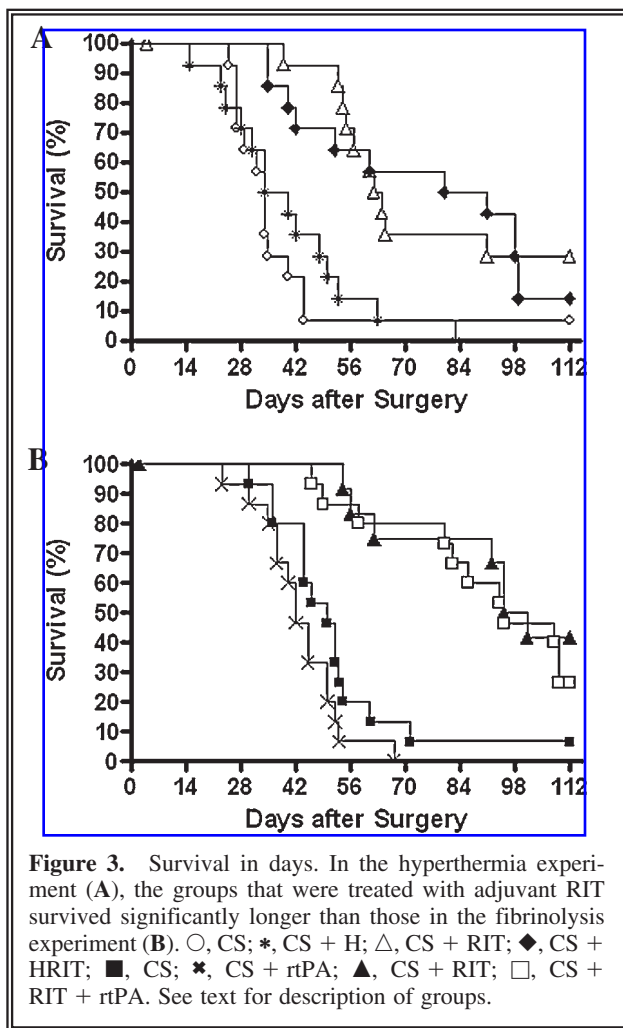 A
100
90
80
70
60
50
40
30
20
10
0
Survival (%)
0 14 28 42 56 70 84 98 112
Days after Surgery
B
100
90
80
70
60
50
40
30
20
10
0
Survival (%)
0 14 28 42 56 70 84 98 112
Days after Surgery
Figure 3. Survival in days. In the hyperthermia experi-
ment (A), the groups that were treated with adjuvant RIT
survived significantly longer than those in the fibrinolysis
experiment (B). ○, CS; *, CS + H; △, CS + RIT; ◆, CS +
HRIT; ■, CS; ✖, CS + rtPA; ▲, CS + RIT; □, CS +
RIT + rtPA. See text for description of groups.